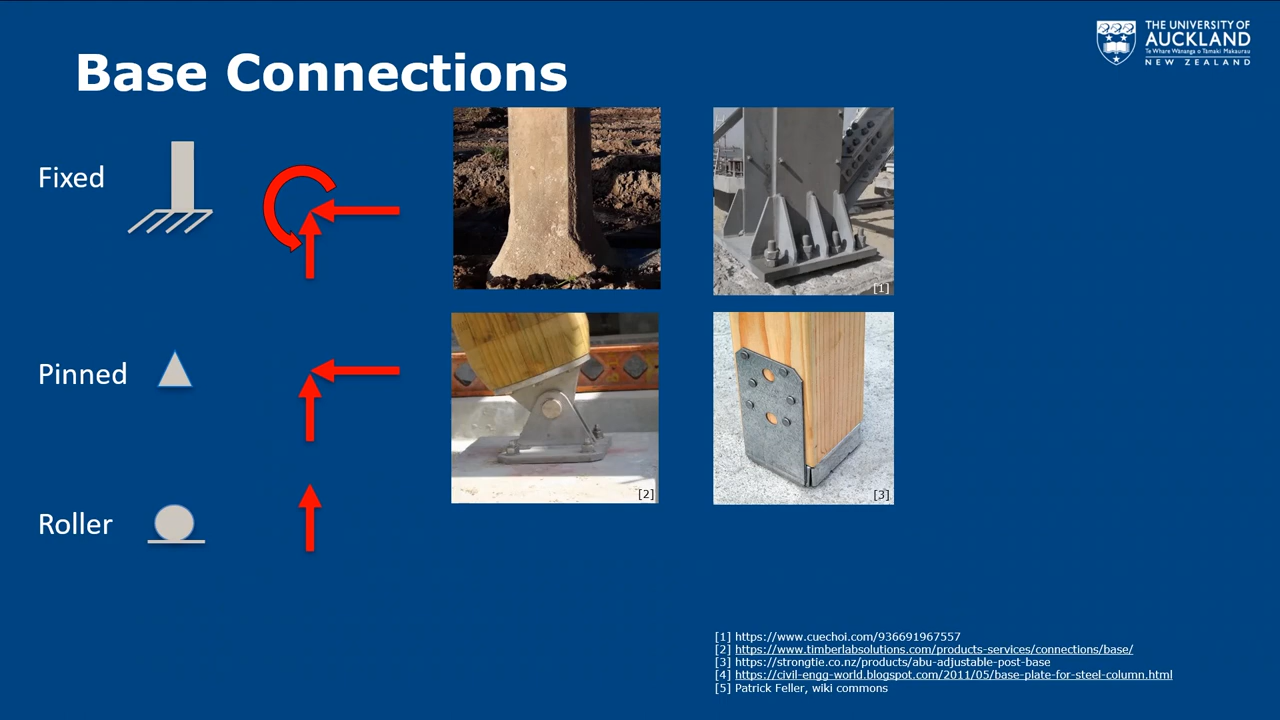 THE UNIVERSITY OF
AUCKLAND
Te Whare Wānanga o Tāmaki Makaurau
NEW ZEALAND
Base Connections
Fixed
[1]
Pinned
[2]
[3]
Roller
[1] https://www.cuechoi.com/936691967557
[2] https://www.timberlabsolutions.com/products-services/connections/base/
[3] https://strongtie.co.nz/products/abu-adjustable-post-base
[4] https://civil-engg-world.blogspot.com/2011/05/base-plate-for-steel-column.html
[5] Patrick Feller, wiki commons